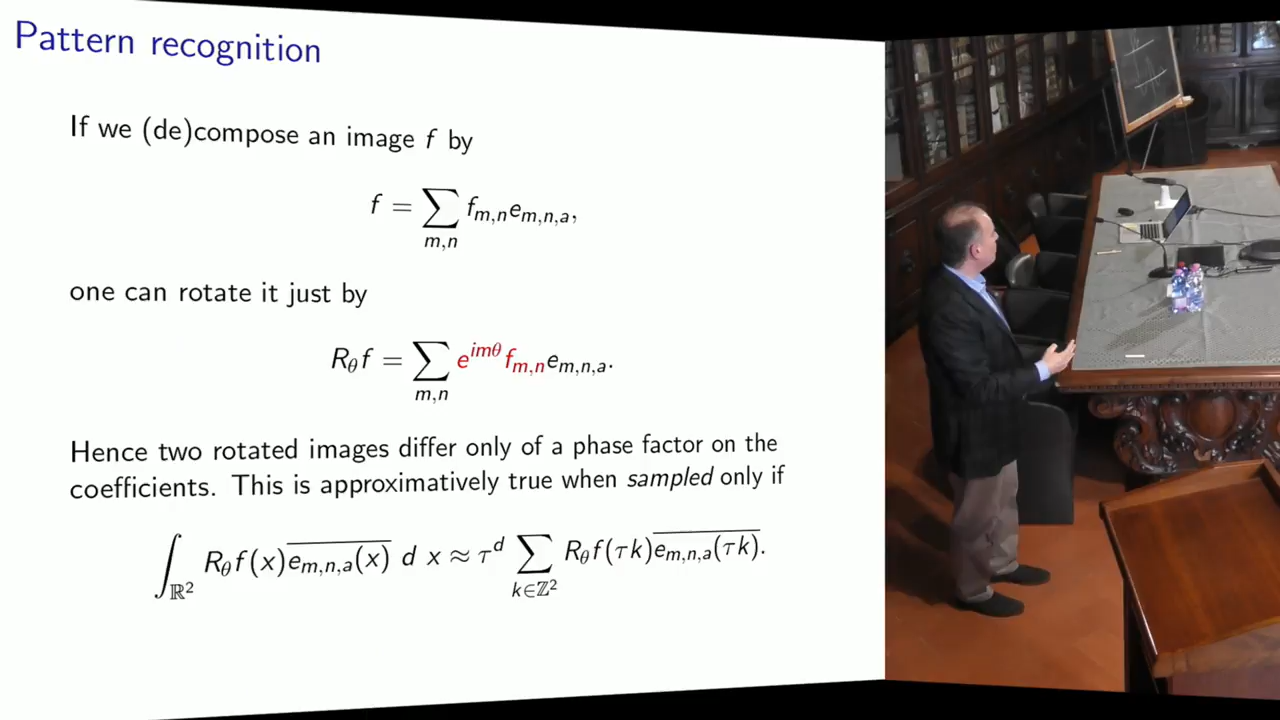 Pattern recognition
If we (de)compose an image f by
f = ∑_{m,n} f_{m,n} e_{m,n,a},
one can rotate it just by
R_θ f = ∑_{m,n} e^{imθ} f_{m,n} e_{m,n,a}.
Hence two rotated images differ only of a phase factor on the
coefficients. This is approximatively true when sampled only if
∫_{ℝ²} R_θ f(x) \overline{e_{m,n,a}(x)} d x ≈ τ^d ∑_{k∈ℤ²} R_θ f(τk) \overline{e_{m,n,a}(τk)}.